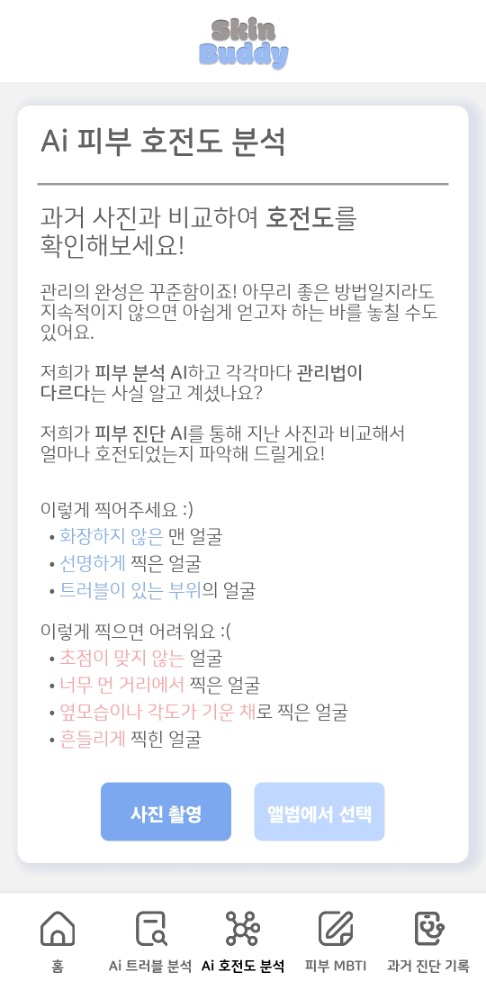 Skin
Buddy
Ai 피부 호전도 분석
과거 사진과 비교하여 호전도를
확인해보세요!
관리의 완성은 꾸준함이죠! 아무리 좋은 방법일지라도
지속적이지 않으면 아쉽게 얻고자 하는 바를 놓칠 수도
있어요.
저희가 피부 분석 AI하고 각각마다 관리법이
다르다는 사실 알고 계셨나요?
저희가 피부 진단 AI를 통해 지난 사진과 비교해서
얼마나 호전되었는지 파악해 드릴게요!
이렇게 찍어주세요 :)
• 화장하지 않은 맨 얼굴
• 선명하게 찍은 얼굴
• 트러블이 있는 부위의 얼굴
이렇게 찍으면 어려워요 :(
• 초점이 맞지 않는 얼굴
• 너무 먼 거리에서 찍은 얼굴
• 옆모습이나 각도가 기운 채로 찍은 얼굴
• 흔들리게 찍힌 얼굴
사진 촬영
앨범에서 선택
홈
Ai 트러블 분석
Ai 호전도 분석
피부 MBTI
과거 진단 기록